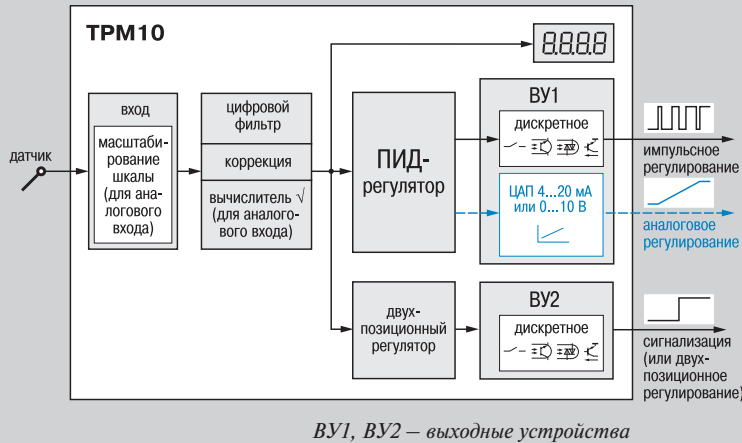 ТРМ10
8.8.8.8
датчик
вход
масштаби-
рование
шкалы
(для ана-
логового
входа)
цифровой
фильтр
коррекция
вычислитель √
(для аналого-
вого входа)
ПИД-
регулятор
ВУ1
дискретное
ЦАП 4...20 мА
или 0...10 В
импульсное
регулирование
аналоговое
регулирование
двух-
позиционный
регулятор
ВУ2
дискретное
сигнализация
(или двух-
позиционное
регулирование)
ВУ1, ВУ2 – выходные устройства